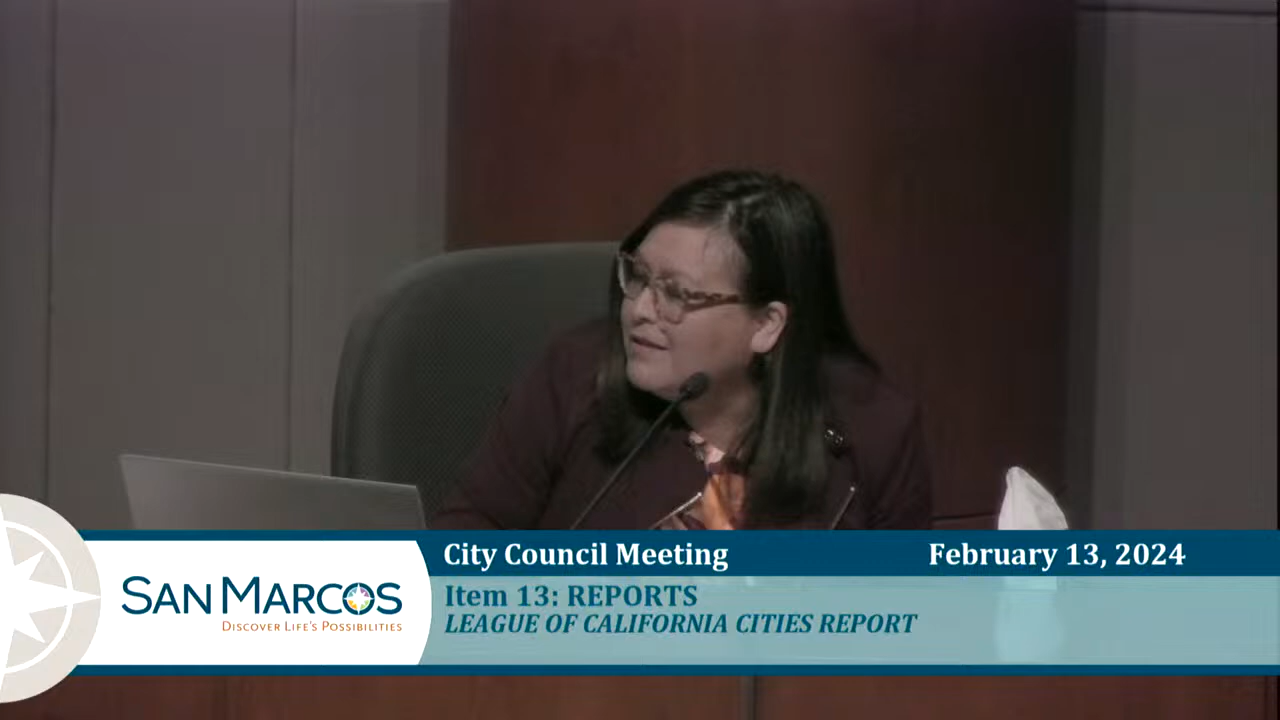 City Council Meeting
February 13, 2024
SAN MARCOS
DISCOVER LIFE'S POSSIBILITIES
Item 13: REPORTS
LEAGUE OF CALIFORNIA CITIES REPORT